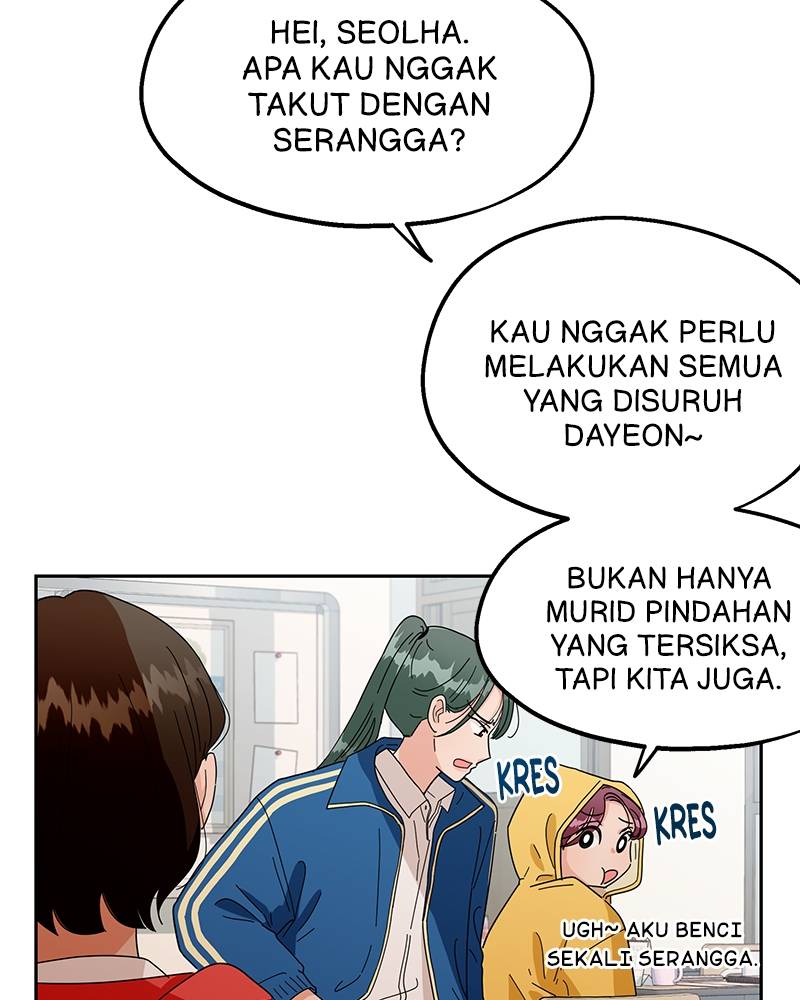 HEI, SEOLHA.
APA KAU NGGAK
TAKUT DENGAN
SERANGGA?
KAU NGGAK PERLU
MELAKUKAN SEMUA
YANG DISURUH
DAYEON~
BUKAN HANYA
MURID PINDAHAN
YANG TERSIKSA,
TAPI KITA JUGA.
KRES
KRES
UGH~ AKU BENCI
SEKALI SERANGGA.